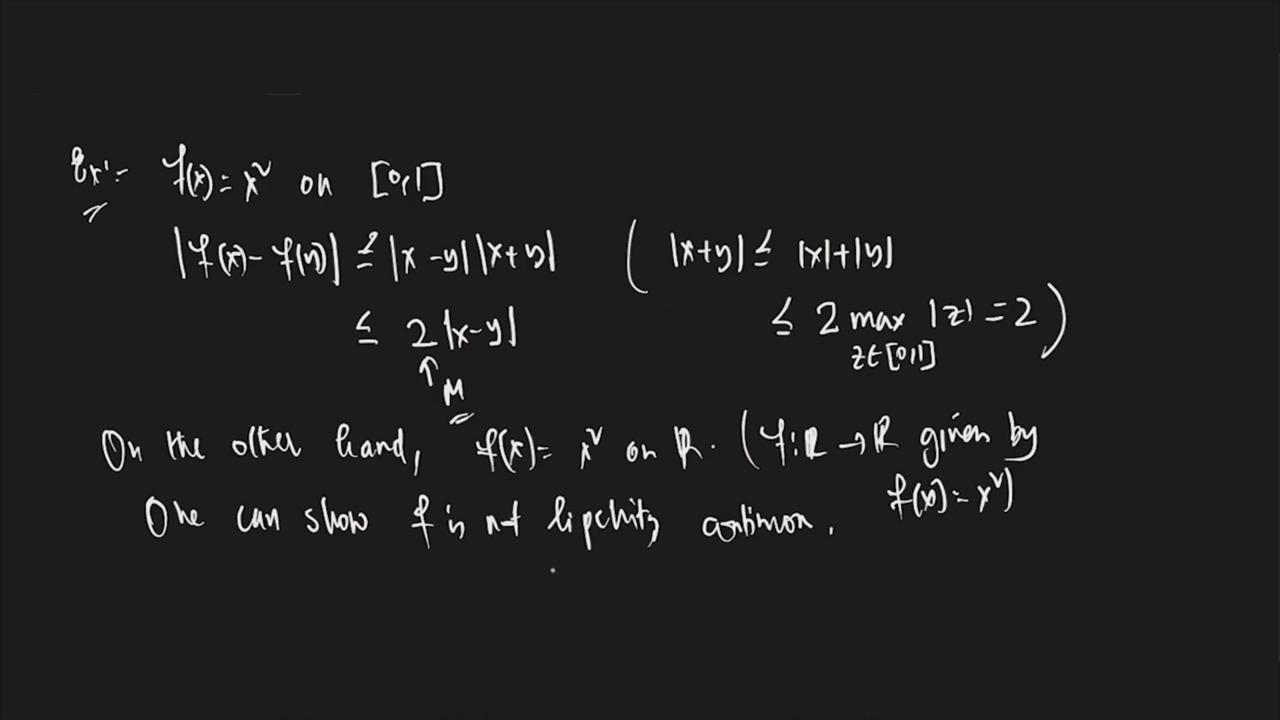 Ex:- f(x) = x² on [0,1]
|f(x) - f(y)| ≤ |x-y||x+y| ( |x+y| ≤ |x|+|y|
≤ 2|x-y| ≤ 2 max |z| = 2 )
z∈[0,1]
↑ M
On the other hand, f(x) = x² on ℝ. (f: ℝ → ℝ given by
f(x) = x²)
One can show f is not lipchitz continuous.